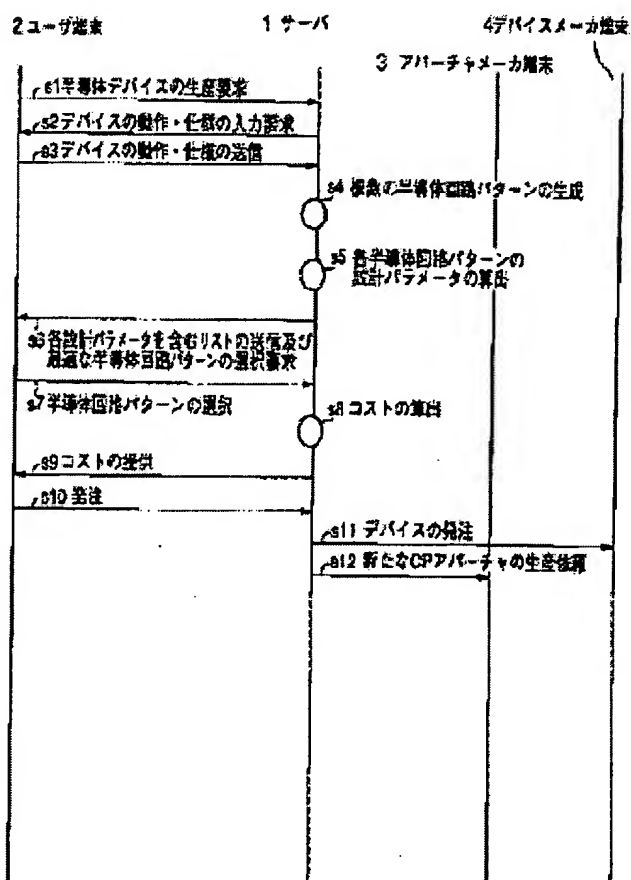 2ユーザ端末
1 サーバ
4デバイスメーカ端末
3 アパーチャメーカ端末
s1半導体デバイスの生産要求
s2デバイスの動作・仕様の入力要求
s3デバイスの動作・仕様の送信
s4 複数の半導体回路パターンの生成
s5 各半導体回路パターンの
設計パラメータの算出
s6各設計パラメータを含むリストの送信及び
最適な半導体回路パターンの選択要求
s7半導体回路パターンの選択
s8コストの算出
s9コストの提供
s10 発注
s11 デバイスの発注
s12 新たなCPアパーチャの生産依頼